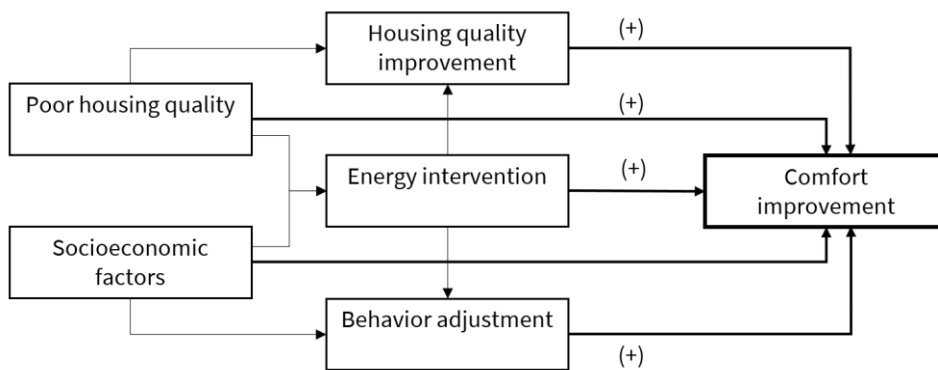 Housing quality
improvement
(+)
Poor housing quality
(+)
Energy intervention
(+)
Comfort
improvement
Socioeconomic
factors
Behavior adjustment
(+)